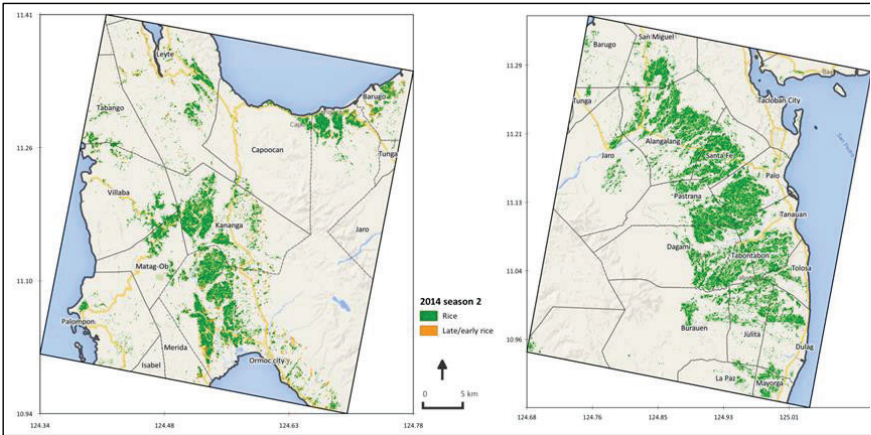 11.41
11.26
11.10
10.94
124.34
124.48
124.63
124.78
Leyte
Tabango
Barugo
Capoocan
Tunga
Villaba
Kananga
Jaro
Matag-Ob
Palompon
Merida
Isabel
Ormoc city
2014 season 2
Rice
Late/early rice
0 5 km
11.29
11.21
11.13
11.04
10.96
124.68
124.76
124.85
124.93
125.01
San Miguel
Barugo
Tacloban City
Tunga
Alangalang
Jaro
Santa Fe
Palo
Pastrana
Tanauan
Dagami
Tabontabon
Tolosa
Burauen
Julita
Dulag
La Paz
Mayorga